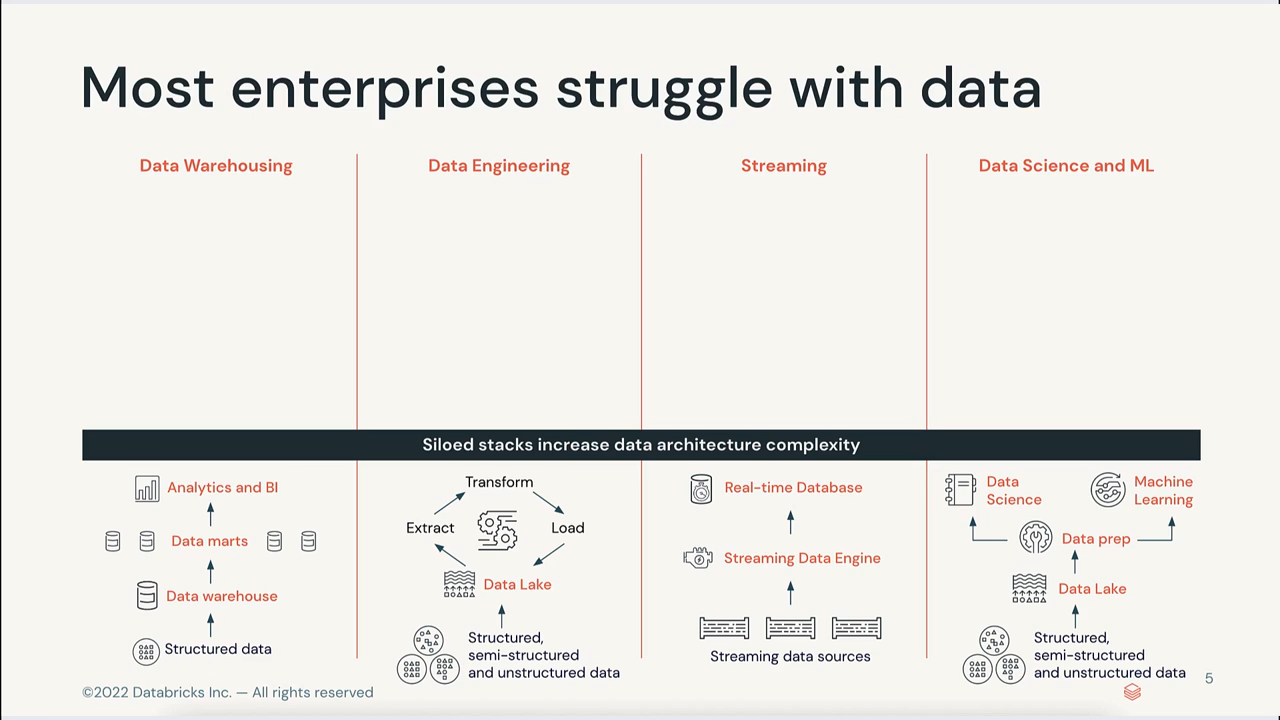 Most enterprises struggle with data
Data Warehousing
Data Engineering
Streaming
Data Science and ML
Siloed stacks increase data architecture complexity
Analytics and BI
Data marts
Data warehouse
Structured data
Transform
Extract
Load
Data Lake
Structured,
semi-structured
and unstructured data
Real-time Database
Streaming Data Engine
Streaming data sources
Data
Science
Machine
Learning
Data prep
Data Lake
Structured,
semi-structured
and unstructured data
©2022 Databricks Inc. — All rights reserved
5